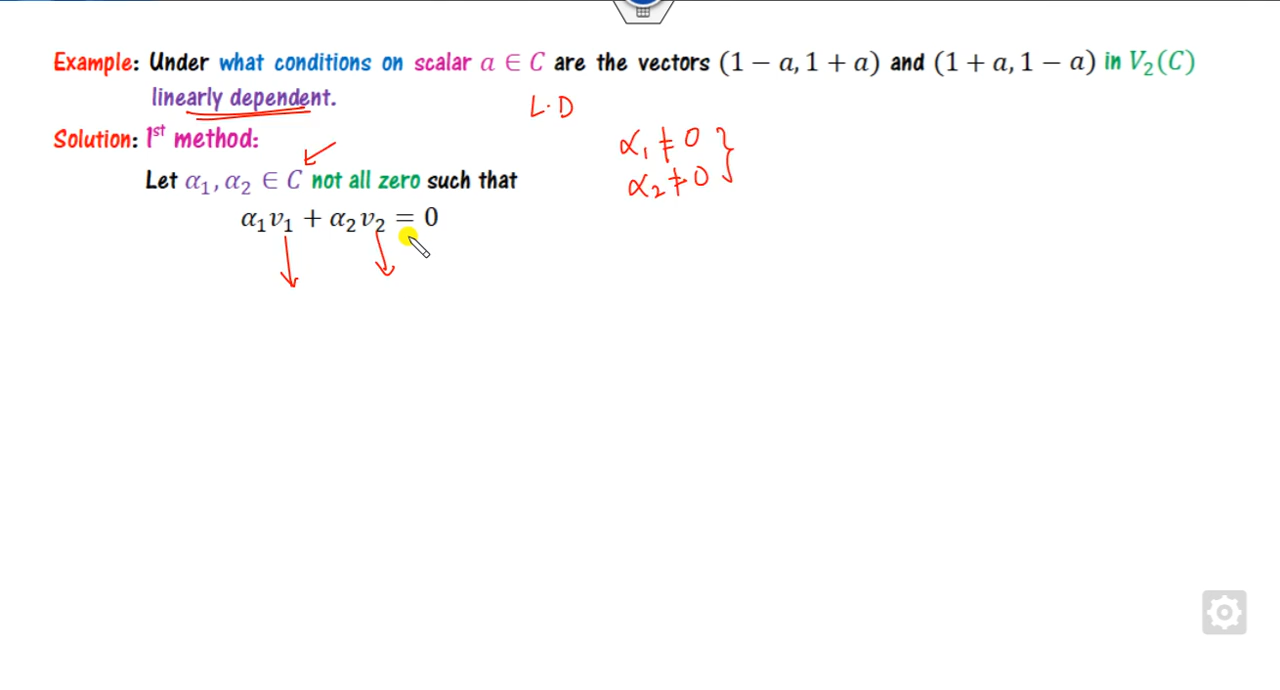 Example: Under what conditions on scalar a ∈ C are the vectors (1 − a, 1 + a) and (1 + a, 1 − a) in V₂(C)
linearly dependent.
L.D
Solution: 1st method:
α₁ ≠ 0
Let α₁, α₂ ∈ C not all zero such that
α₂ ≠ 0
α₁v₁ + α₂v₂ = 0